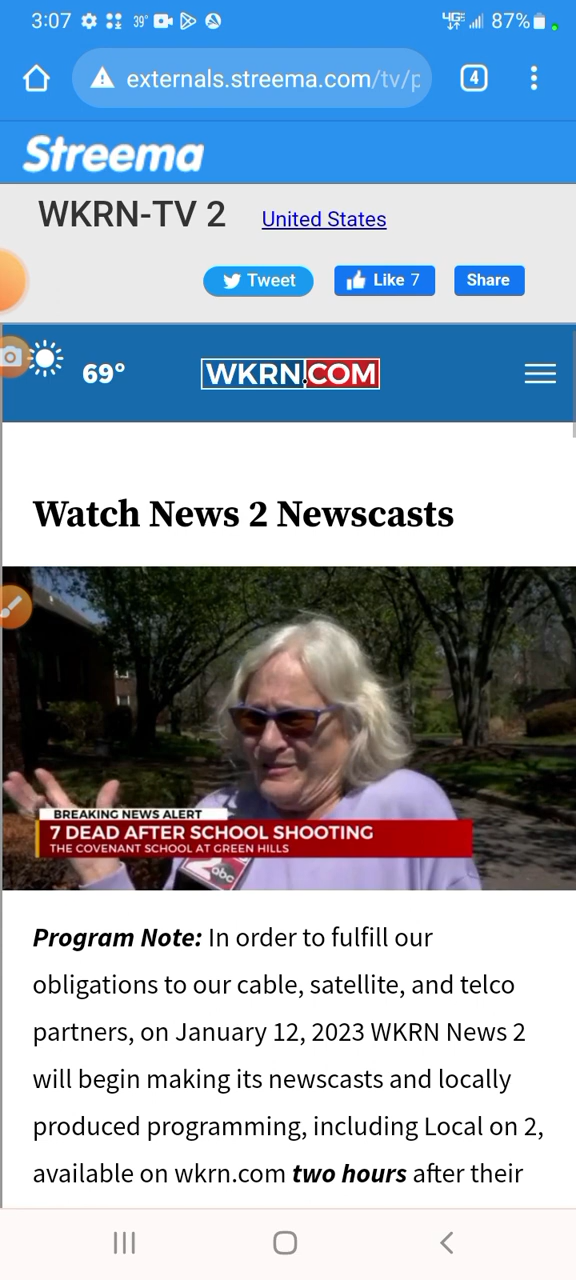 3:07 39° 4G 87%
externals.streema.com/tv/p 4
Streema
WKRN-TV 2 United States
Tweet Like 7 Share
69° WKRN.COM
Watch News 2 Newscasts
BREAKING NEWS ALERT
7 DEAD AFTER SCHOOL SHOOTING
THE COVENANT SCHOOL AT GREEN HILLS
2 abc
Program Note: In order to fulfill our
obligations to our cable, satellite, and telco
partners, on January 12, 2023 WKRN News 2
will begin making its newscasts and locally
produced programming, including Local on 2,
available on wkrn.com two hours after their